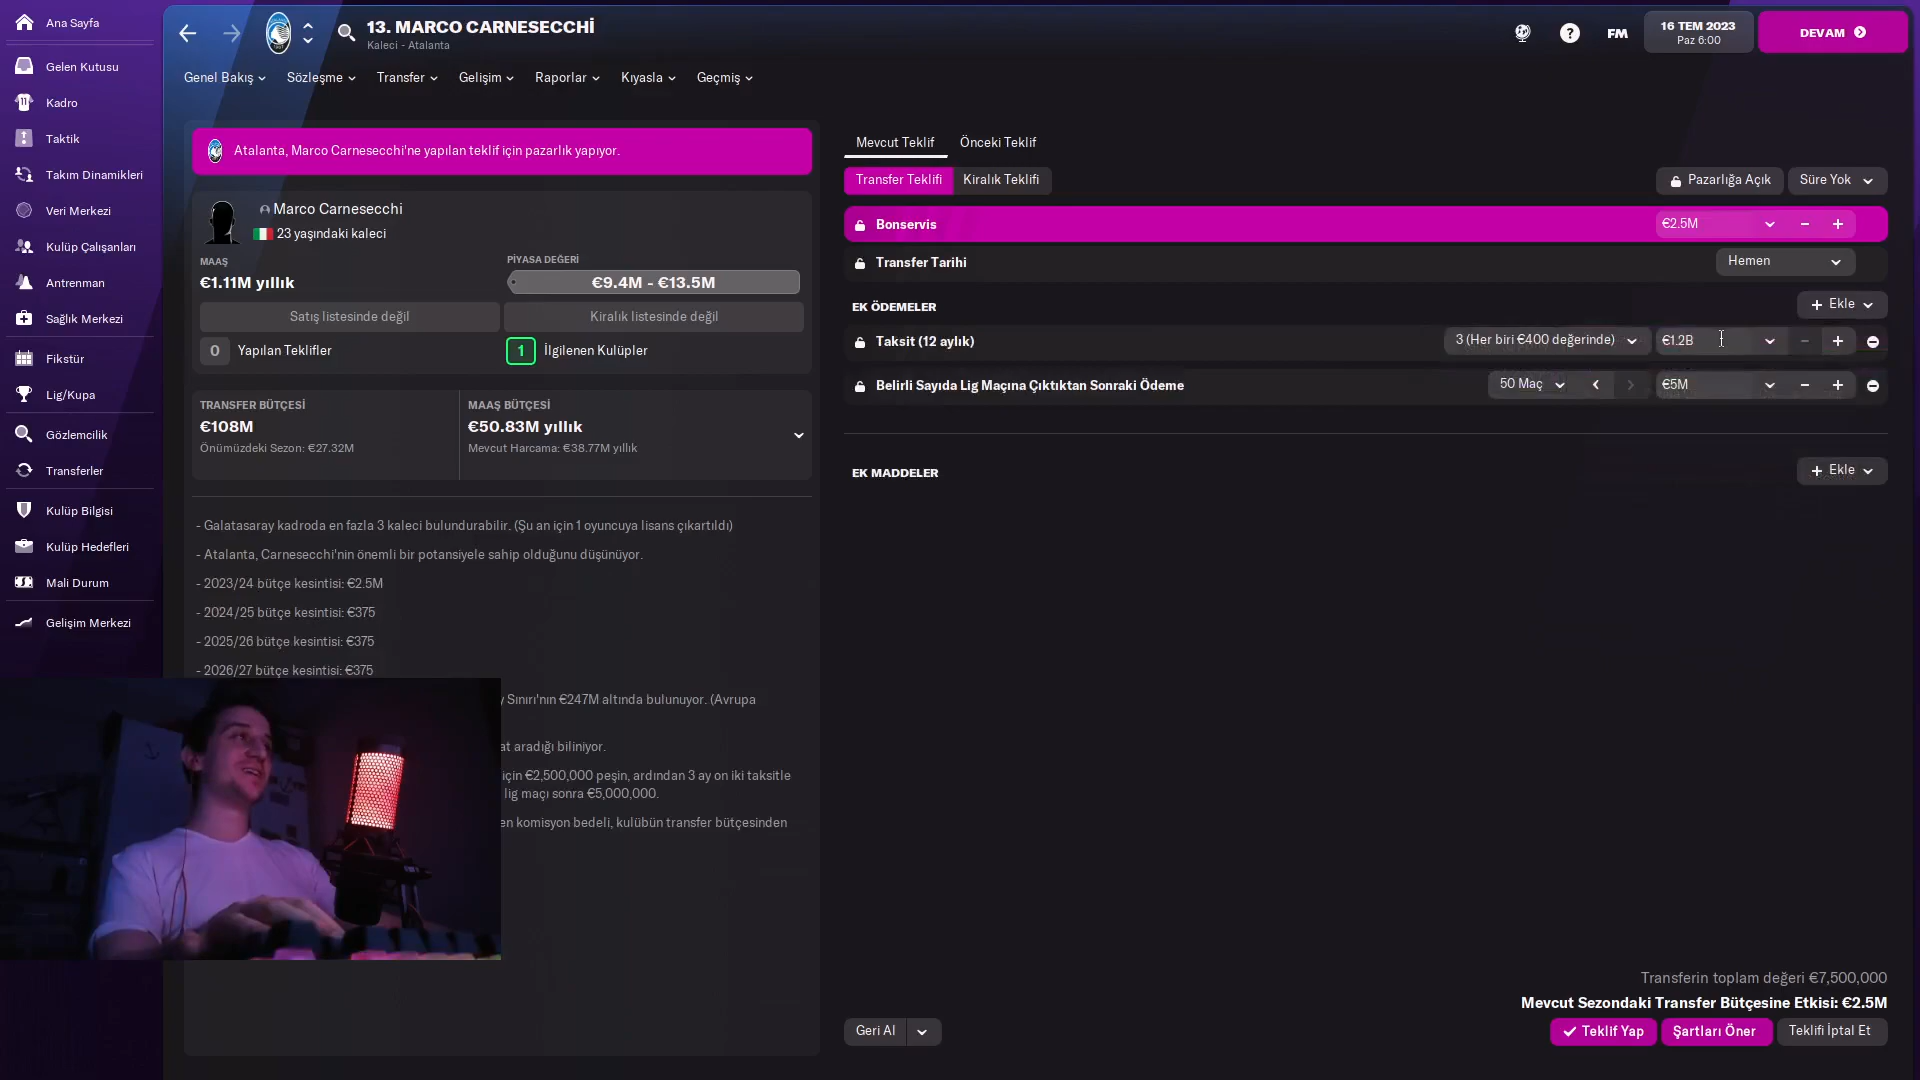 Ana Sayfa
Gelen Kutusu
Kadro
Taktik
Takım Dinamikleri
Veri Merkezi
Kulüp Çalışanları
Antrenman
Sağlık Merkezi
Fikstür
Lig/Kupa
Gözlemcilik
Transferler
Kulüp Bilgisi
Kulüp Hedefleri
Mali Durum
Gelişim Merkezi
13. MARCO CARNESECCHİ
Kaleci - Atalanta
FM
16 TEM 2023
Paz 6:00
DEVAM
Genel Bakış
Sözleşme
Transfer
Gelişim
Raporlar
Kıyasla
Geçmiş
Atalanta, Marco Carnesecchi'ne yapılan teklif için pazarlık yapıyor.
Marco Carnesecchi
23 yaşındaki kaleci
MAAŞ
€1.11M yıllık
PİYASA DEĞERİ
€9.4M - €13.5M
Satış listesinde değil
Kiralık listesinde değil
0 Yapılan Teklifler
1 İlgilenen Kulüpler
TRANSFER BÜTÇESİ
€108M
Önümüzdeki Sezon: €27.32M
MAAŞ BÜTÇESİ
€50.83M yıllık
Mevcut Harcama: €38.77M yıllık
- Galatasaray kadroda en fazla 3 kaleci bulundurabilir. (Şu an için 1 oyuncuya lisans çıkartıldı)
- Atalanta, Carnesecchi'nin önemli bir potansiyele sahip olduğunu düşünüyor.
- 2023/24 bütçe kesintisi: €2.5M
- 2024/25 bütçe kesintisi: €375
- 2025/26 bütçe kesintisi: €375
- 2026/27 bütçe kesintisi: €375
Sınırı'nın €247M altında bulunuyor. (Avrupa
at aradığı biliniyor.
için €2,500,000 peşin, ardından 3 ay on iki taksitle
lig maçı sonra €5,000,000.
en komisyon bedeli, kulübün transfer bütçesinden
Mevcut Teklif
Önceki Teklif
Transfer Teklifi
Kiralık Teklifi
Pazarlığa Açık
Süre Yok
Bonservis
€2.5M
Transfer Tarihi
Hemen
EK ÖDEMELER
Ekle
Taksit (12 aylık)
3 (Her biri €400 değerinde)
€1.2B
Belirli Sayıda Lig Maçına Çıktıktan Sonraki Ödeme
50 Maç
€5M
EK MADDELER
Ekle
Transferin toplam değeri €7,500,000
Mevcut Sezondaki Transfer Bütçesine Etkisi: €2.5M
Geri Al
Teklif Yap
Şartları Öner
Teklifi İptal Et